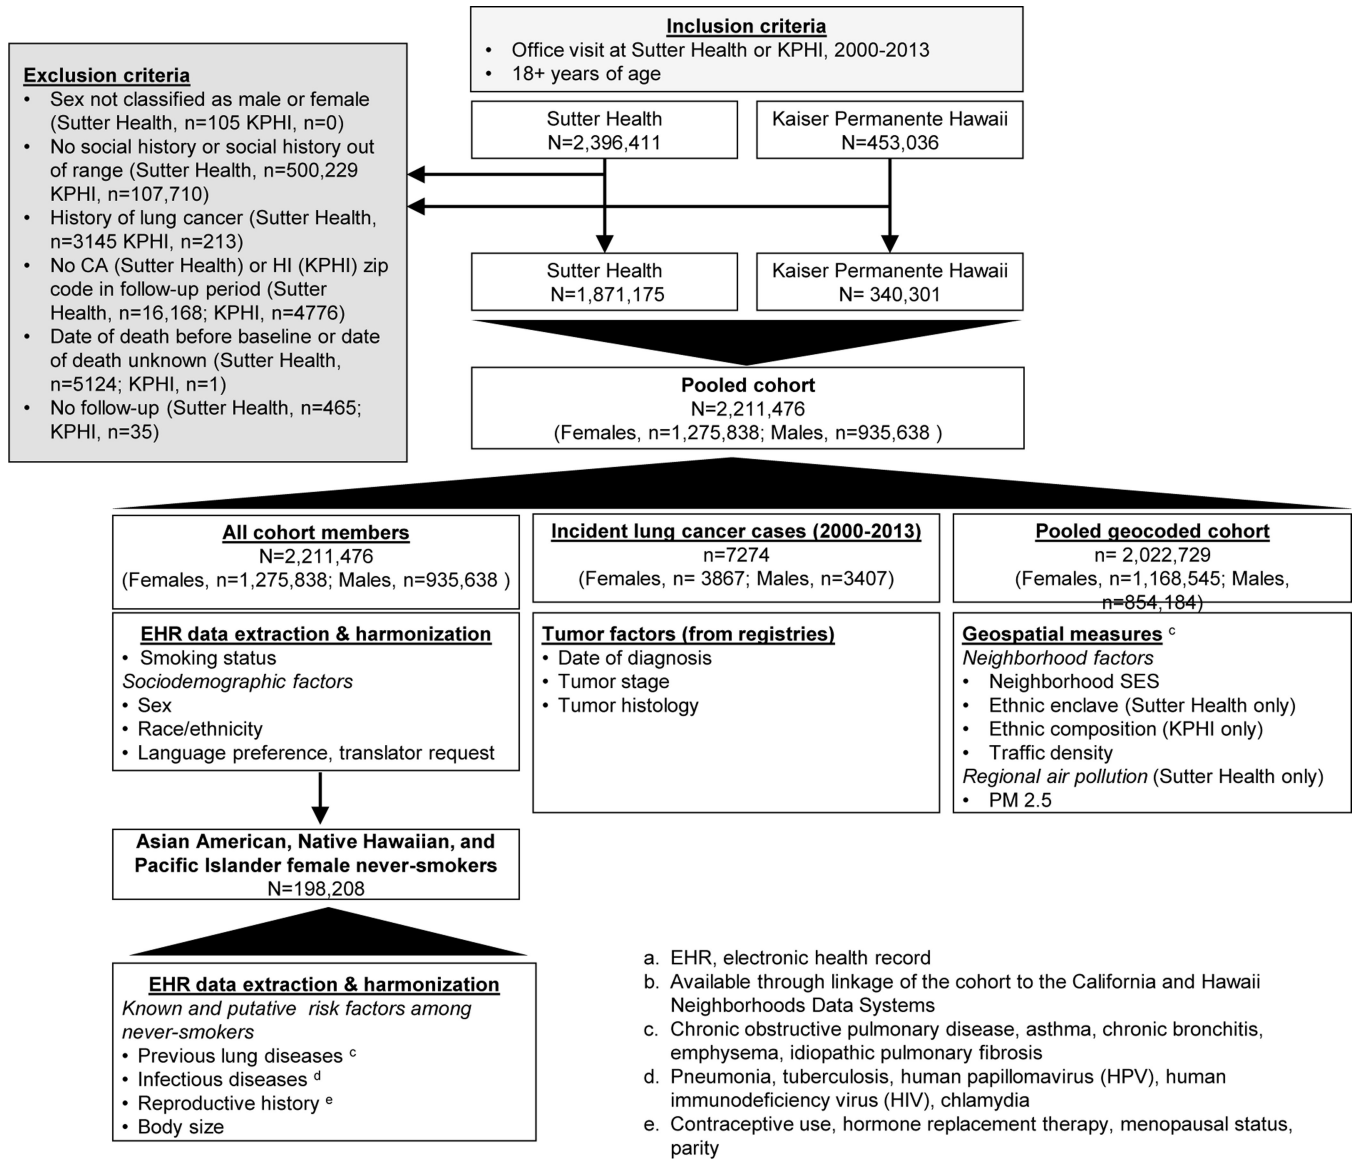 Inclusion criteria
• Office visit at Sutter Health or KPHI, 2000-2013
• 18+ years of age
Exclusion criteria
• Sex not classified as male or female
(Sutter Health, n=105 KPHI, n=0)
• No social history or social history out
of range (Sutter Health, n=500,229
KPHI, n=107,710)
• History of lung cancer (Sutter Health,
n=3145 KPHI, n=213)
• No CA (Sutter Health) or HI (KPHI) zip
code in follow-up period (Sutter
Health, n=16,168; KPHI, n=4776)
• Date of death before baseline or date
of death unknown (Sutter Health,
n=5124; KPHI, n=1)
• No follow-up (Sutter Health, n=465;
KPHI, n=35)
Sutter Health
N=2,396,411
Kaiser Permanente Hawaii
N=453,036
Sutter Health
N=1,871,175
Kaiser Permanente Hawaii
N= 340,301
Pooled cohort
N=2,211,476
(Females, n=1,275,838; Males, n=935,638 )
All cohort members
N=2,211,476
(Females, n=1,275,838; Males, n=935,638 )
Incident lung cancer cases (2000-2013)
n=7274
(Females, n= 3867; Males, n=3407)
Pooled geocoded cohort
n= 2,022,729
(Females, n=1,168,545; Males,
n=854,184)
EHR data extraction & harmonization
• Smoking status
Sociodemographic factors
• Sex
• Race/ethnicity
• Language preference, translator request
Tumor factors (from registries)
• Date of diagnosis
• Tumor stage
• Tumor histology
Geospatial measures c
Neighborhood factors
• Neighborhood SES
• Ethnic enclave (Sutter Health only)
• Ethnic composition (KPHI only)
• Traffic density
Regional air pollution (Sutter Health only)
• PM 2.5
Asian American, Native Hawaiian, and
Pacific Islander female never-smokers
N=198,208
EHR data extraction & harmonization
Known and putative risk factors among
never-smokers
• Previous lung diseases c
• Infectious diseases d
• Reproductive history e
• Body size
a. EHR, electronic health record
b. Available through linkage of the cohort to the California and Hawaii
Neighborhoods Data Systems
c. Chronic obstructive pulmonary disease, asthma, chronic bronchitis,
emphysema, idiopathic pulmonary fibrosis
d. Pneumonia, tuberculosis, human papillomavirus (HPV), human
immunodeficiency virus (HIV), chlamydia
e. Contraceptive use, hormone replacement therapy, menopausal status,
parity